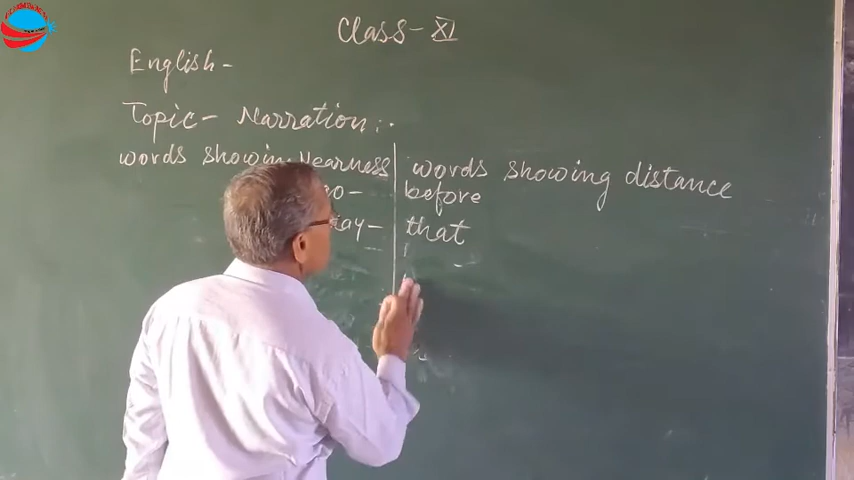 Class - XI
English -
Topic - Narration :-
words showing Nearness words showing distance
before
that